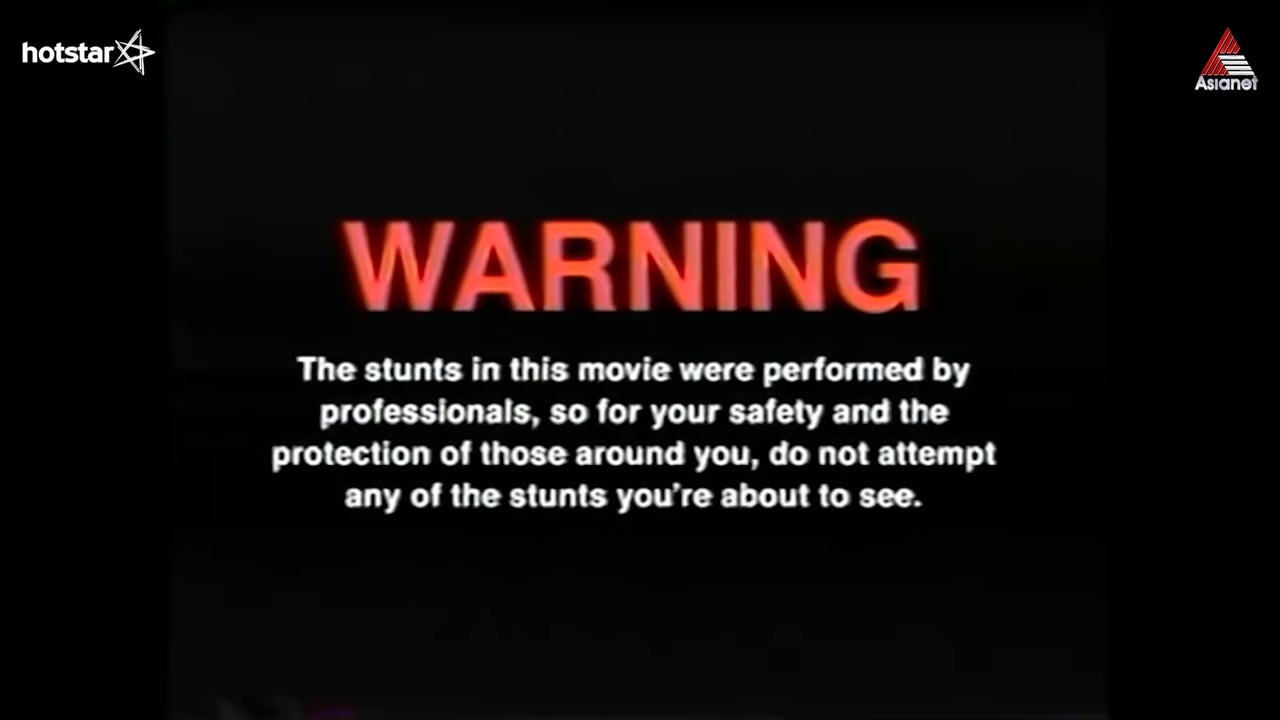 hotstar
Asianet
WARNING
The stunts in this movie were performed by
professionals, so for your safety and the
protection of those around you, do not attempt
any of the stunts you're about to see.